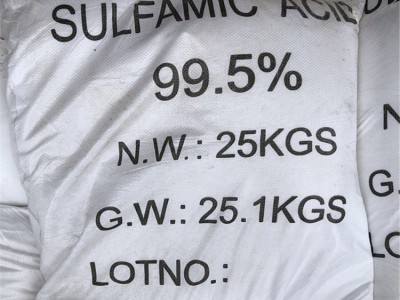 SULFAMIC ACID
99.5%
N.W.: 25KGS
G.W.: 25.1KGS
LOTNO.: